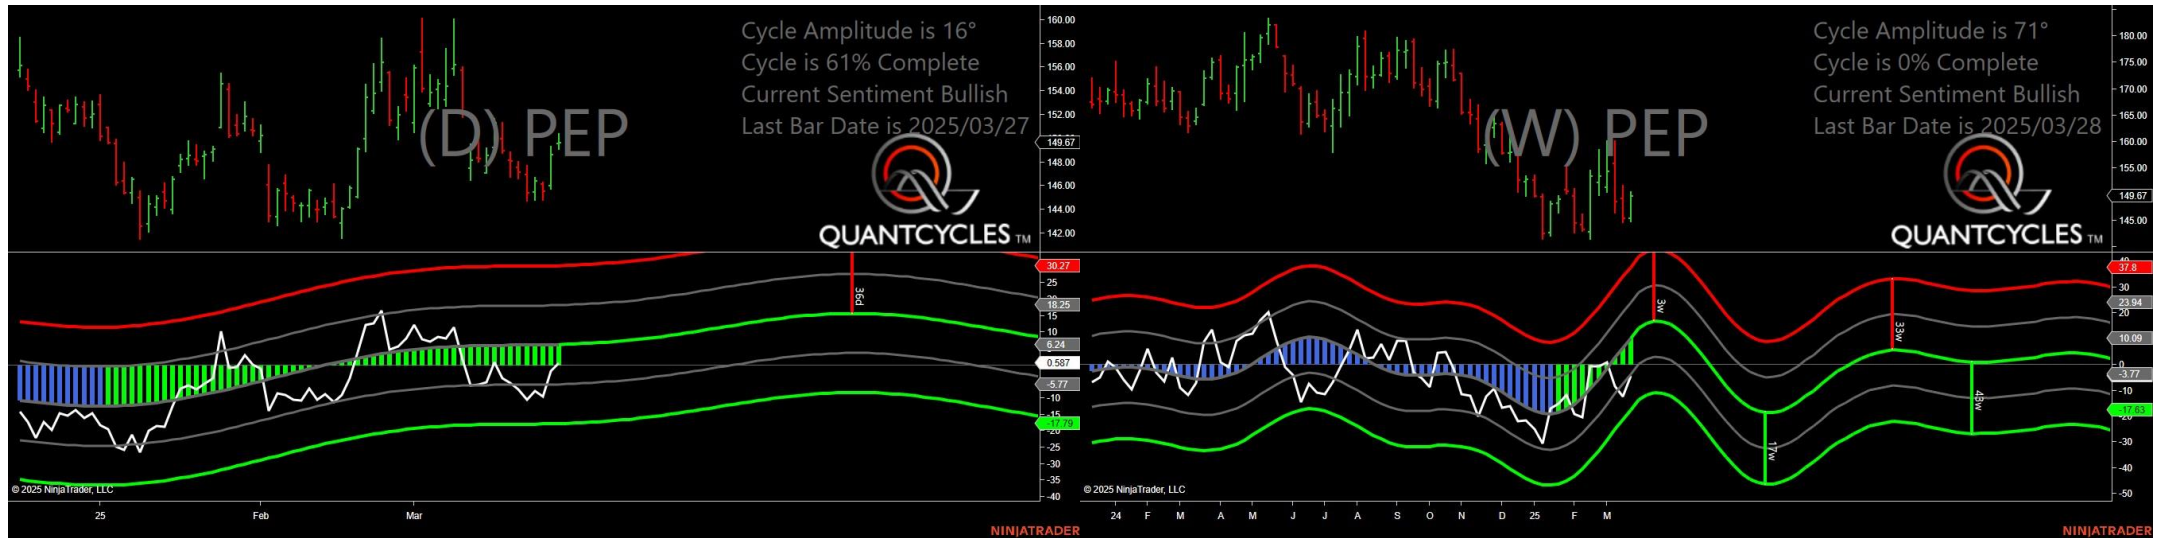 Cycle Amplitude is 16°
Cycle is 61% Complete
Current Sentiment Bullish
Last Bar Date is 2025/03/27
(D) PEP
QUANTCYCLES TM
160.00
158.00
156.00
154.00
152.00
149.67
148.00
146.00
144.00
142.00
30.27
25
18.25
15
10
6.24
0.587
-5.77
-10
-15
-17.79
-20
-25
-30
-35
-40
36d
© 2025 NinjaTrader, LLC
25
Feb
Mar
NINJATRADER
Cycle Amplitude is 71°
Cycle is 0% Complete
Current Sentiment Bullish
Last Bar Date is 2025/03/28
(W) PEP
QUANTCYCLES TM
180.00
175.00
170.00
165.00
160.00
155.00
149.67
145.00
37.8
30
23.94
20
10.09
0
-3.77
-10
-17.63
-30
-40
-50
3w
17w
33w
43w
© 2025 NinjaTrader, LLC
24 F M A M J J A S O N D 25 F M
NINJATRADER